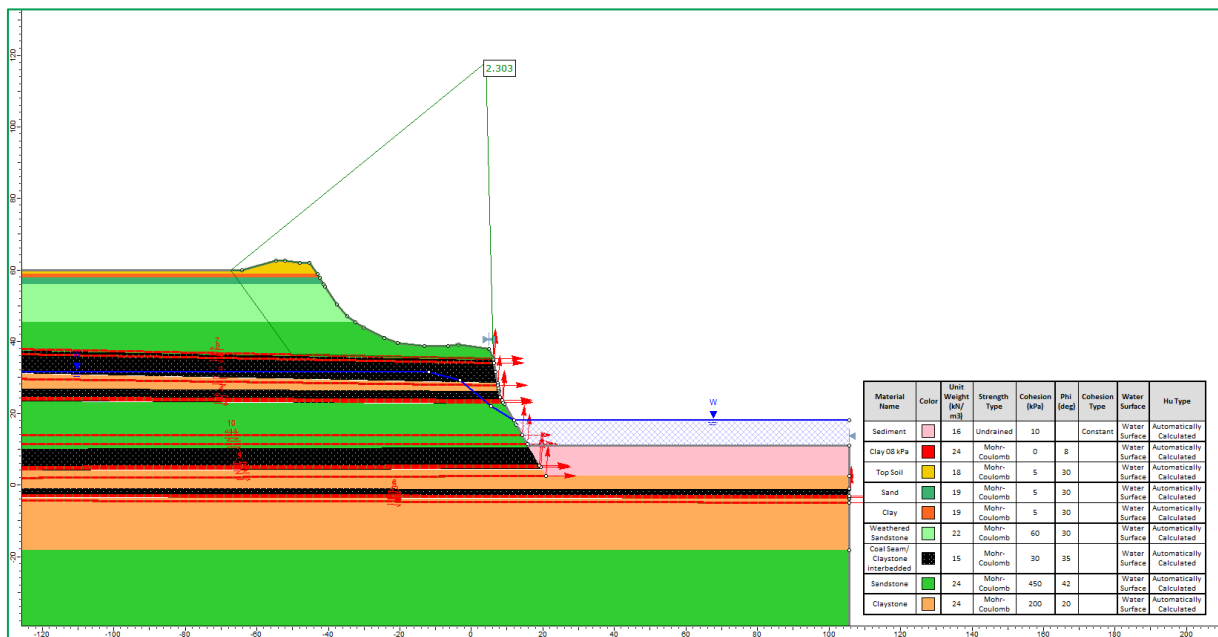 2.303
W
W
10
11
120
100
80
60
40
20
0
-20
-120 -100 -80 -60 -40 -20 0 20 40 60 80 100 120 140 160 180 200
Material Name Color Unit Weight (kN/ m3) Strength Type Cohesion (kPa) Phi (deg) Cohesion Type Water Surface Hu Type
Sediment 16 Undrained 10 Constant Water Surface Automatically Calculated
Clay 08 kPa 24 Mohr-Coulomb 0 8 Water Surface Automatically Calculated
Top Soil 18 Mohr-Coulomb 5 30 Water Surface Automatically Calculated
Sand 19 Mohr-Coulomb 5 30 Water Surface Automatically Calculated
Clay 19 Mohr-Coulomb 5 30 Water Surface Automatically Calculated
Weathered Sandstone 22 Mohr-Coulomb 60 30 Water Surface Automatically Calculated
Coal Seam/ Claystone interbedded 15 Mohr-Coulomb 30 35 Water Surface Automatically Calculated
Sandstone 24 Mohr-Coulomb 450 42 Water Surface Automatically Calculated
Claystone 24 Mohr-Coulomb 200 20 Water Surface Automatically Calculated